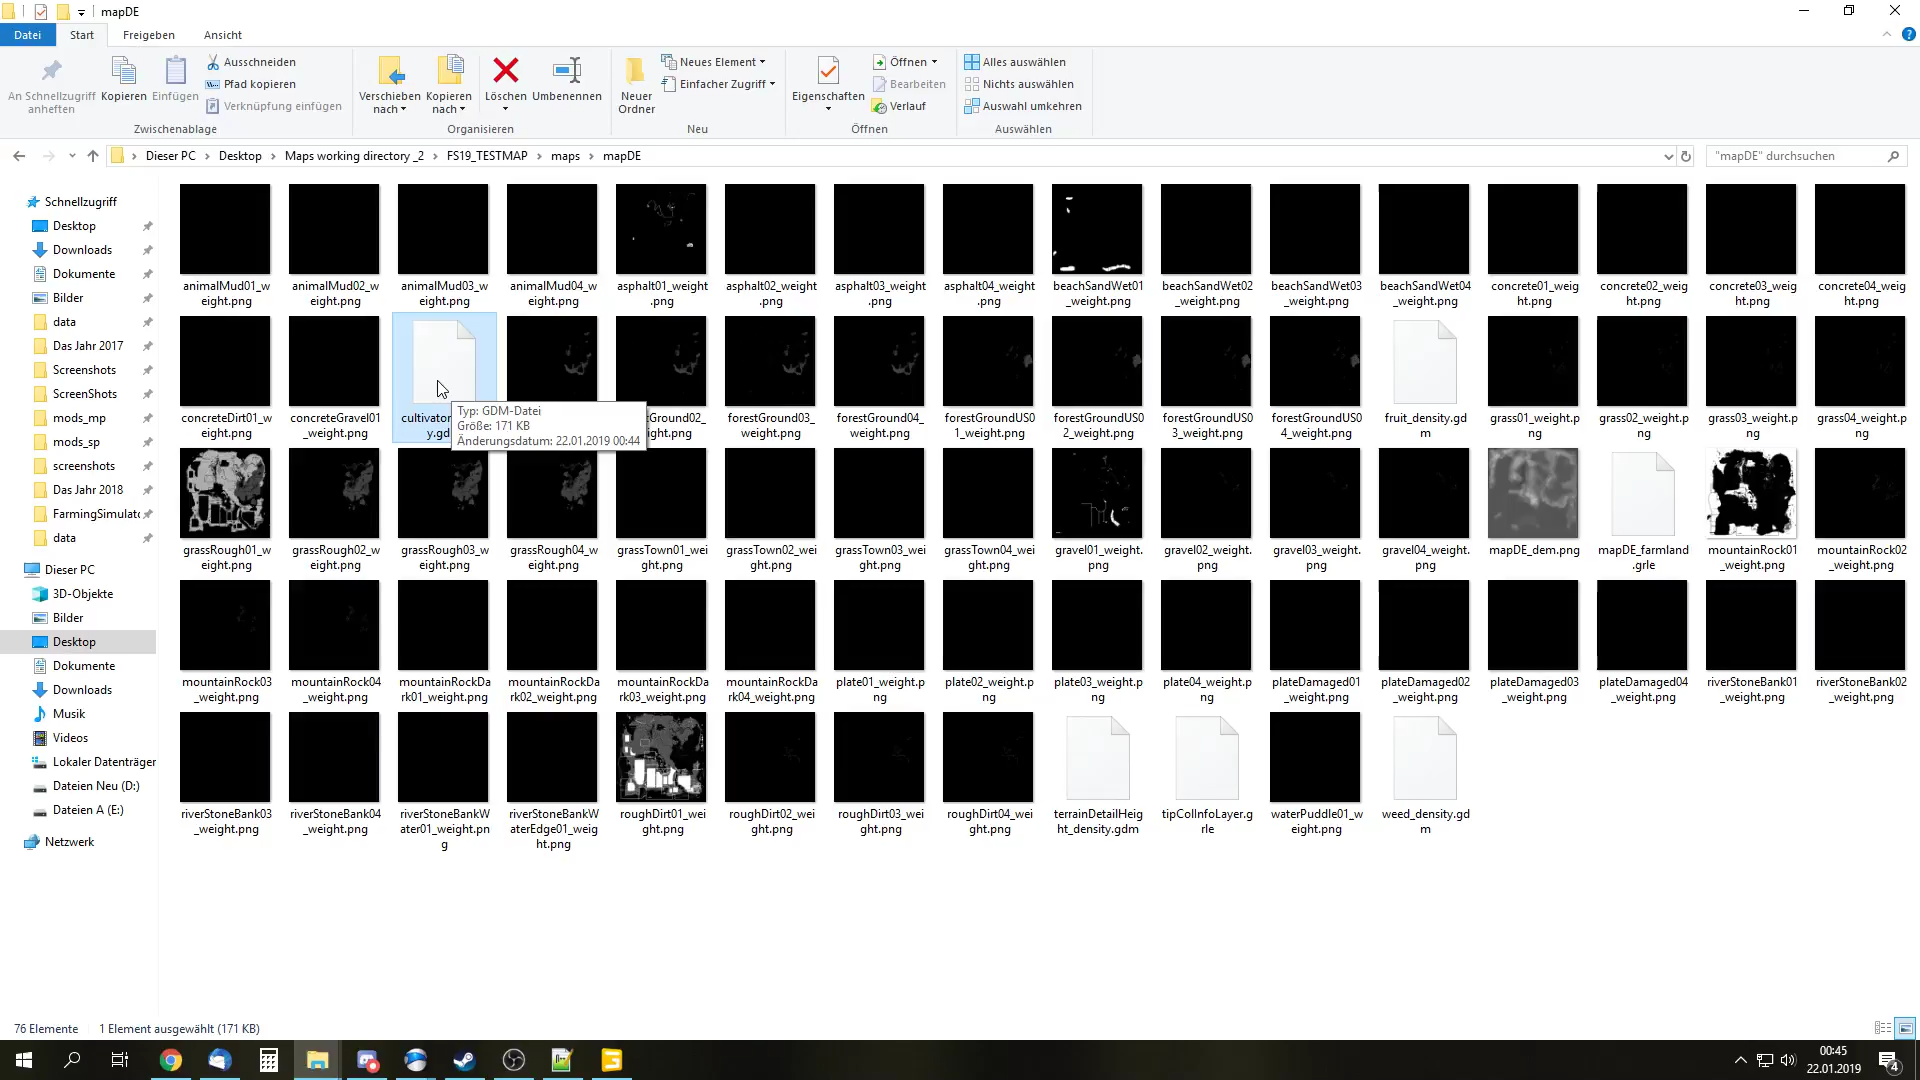 mapDE
Datei Start Freigeben Ansicht
An Schnellzugriff anheften
Kopieren
Einfügen
Ausschneiden
Pfad kopieren
Verknüpfung einfügen
Verschieben nach
Kopieren nach
Löschen
Umbenennen
Neuer Ordner
Neues Element
Einfacher Zugriff
Eigenschaften
Öffnen
Bearbeiten
Verlauf
Alles auswählen
Nichts auswählen
Auswahl umkehren
Zwischenablage Organisieren Neu Öffnen Auswählen
Dieser PC Desktop Maps working directory _2 FS19_TESTMAP maps mapDE
"mapDE" durchsuchen
Schnellzugriff
Desktop
Downloads
Dokumente
Bilder
data
Das Jahr 2017
Screenshots
ScreenShots
mods_mp
mods_sp
screenshots
Das Jahr 2018
FarmingSimulato
data
Dieser PC
3D-Objekte
Bilder
Desktop
Dokumente
Downloads
Musik
Videos
Lokaler Datenträger
Dateien Neu (D:)
Dateien A (E:)
Netzwerk
animalMud01_weight.png
animalMud02_weight.png
animalMud03_weight.png
animalMud04_weight.png
asphalt01_weight.png
asphalt02_weight.png
asphalt03_weight.png
asphalt04_weight.png
beachSandWet01_weight.png
beachSandWet02_weight.png
beachSandWet03_weight.png
beachSandWet04_weight.png
concrete01_weight.png
concrete02_weight.png
concrete03_weight.png
concrete04_weight.png
concreteDirt01_weight.png
concreteGravel01_weight.png
cultivator
y.gd
Typ: GDM-Datei
Größe: 171 KB
Änderungsdatum: 22.01.2019 00:44
tGround02_
ight.png
forestGround03_weight.png
forestGround04_weight.png
forestGroundUS01_weight.png
forestGroundUS02_weight.png
forestGroundUS03_weight.png
forestGroundUS04_weight.png
fruit_density.gdm
grass01_weight.png
grass02_weight.png
grass03_weight.png
grass04_weight.png
grassRough01_weight.png
grassRough02_weight.png
grassRough03_weight.png
grassRough04_weight.png
grassTown01_weight.png
grassTown02_weight.png
grassTown03_weight.png
grassTown04_weight.png
gravel01_weight.png
gravel02_weight.png
gravel03_weight.png
gravel04_weight.png
mapDE_dem.png
mapDE_farmland.grle
mountainRock01_weight.png
mountainRock02_weight.png
mountainRock03_weight.png
mountainRock04_weight.png
mountainRockDark01_weight.png
mountainRockDark02_weight.png
mountainRockDark03_weight.png
mountainRockDark04_weight.png
plate01_weight.png
plate02_weight.png
plate03_weight.png
plate04_weight.png
plateDamaged01_weight.png
plateDamaged02_weight.png
plateDamaged03_weight.png
plateDamaged04_weight.png
riverStoneBank01_weight.png
riverStoneBank02_weight.png
riverStoneBank03_weight.png
riverStoneBank04_weight.png
riverStoneBankWater01_weight.png
riverStoneBankWaterEdge01_weight.png
roughDirt01_weight.png
roughDirt02_weight.png
roughDirt03_weight.png
roughDirt04_weight.png
terrainDetailHeight_density.gdm
tipColInfoLayer.grle
waterPuddle01_weight.png
weed_density.gdm
76 Elemente 1 Element ausgewählt (171 KB)
00:45
22.01.2019
4